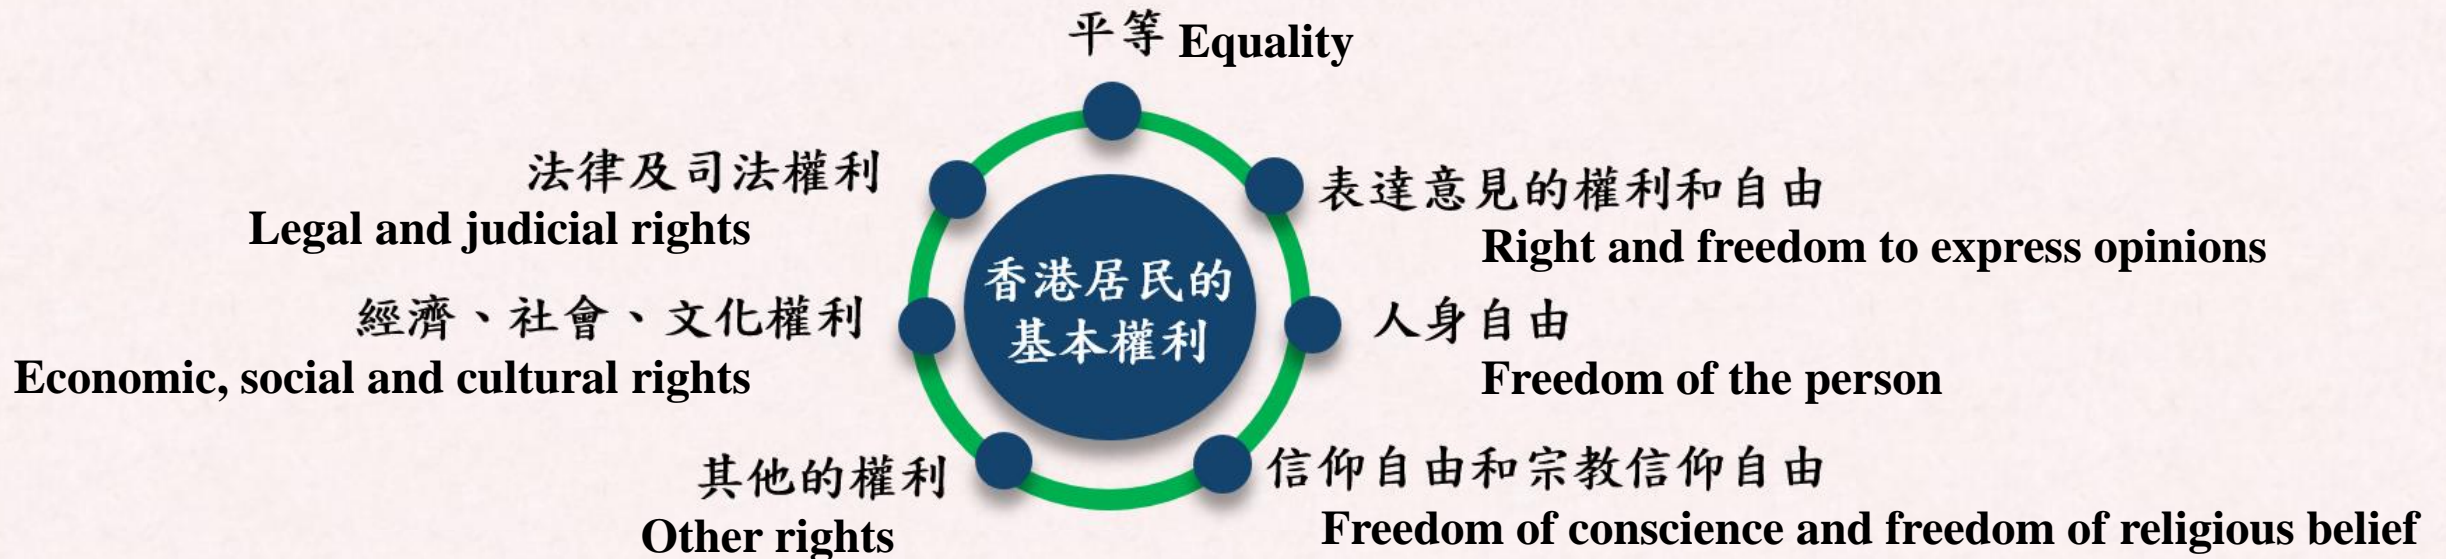 平等 Equality
法律及司法權利
Legal and judicial rights
表達意見的權利和自由
Right and freedom to express opinions
香港居民的
基本權利
經濟、社會、文化權利
Economic, social and cultural rights
人身自由
Freedom of the person
其他的權利
Other rights
信仰自由和宗教信仰自由
Freedom of conscience and freedom of religious belief